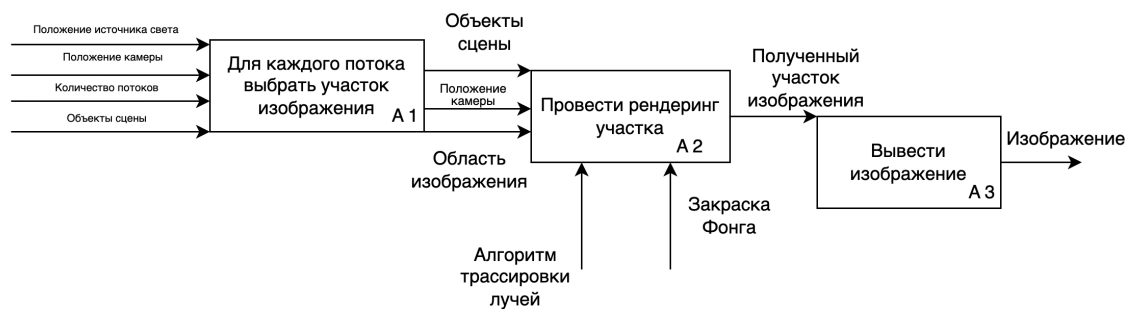 Положение источника света
Положение камеры
Количество потоков
Объекты сцены
Для каждого потока
выбрать участок
изображения
А 1
Объекты
сцены
Положение
камеры
Область
изображения
Провести рендеринг
участка
А 2
Алгоритм
трассировки
лучей
Закраска
Фонга
Полученный
участок
изображения
Вывести
изображение
А 3
Изображение